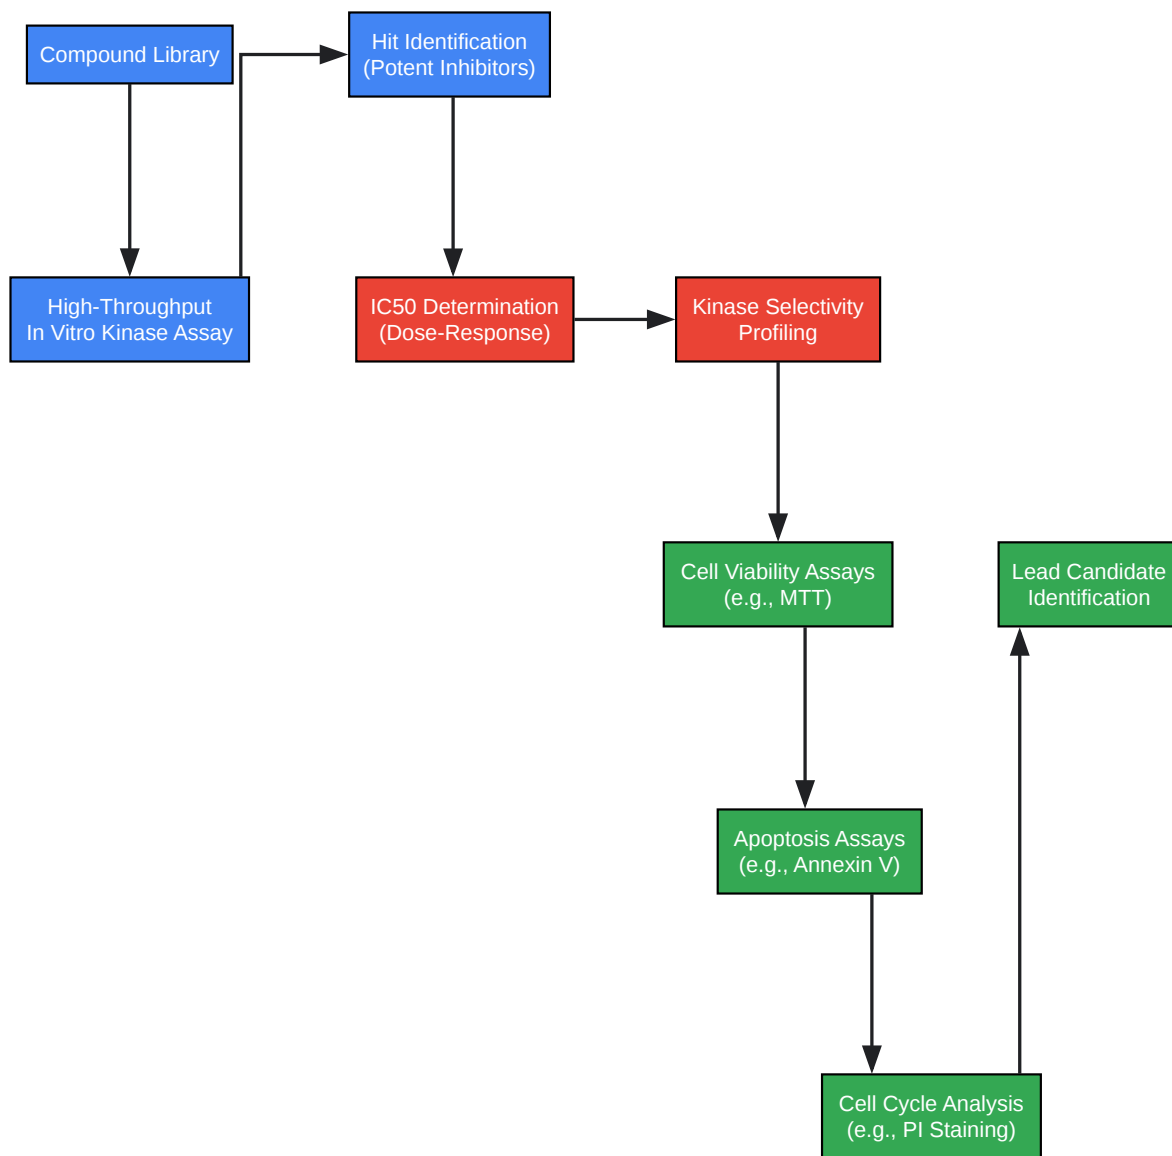 Compound Library
Hit Identification
(Potent Inhibitors)
High-Throughput
In Vitro Kinase Assay
IC50 Determination
(Dose-Response)
Kinase Selectivity
Profiling
Cell Viability Assays
(e.g., MTT)
Lead Candidate
Identification
Apoptosis Assays
(e.g., Annexin V)
Cell Cycle Analysis
(e.g., PI Staining)